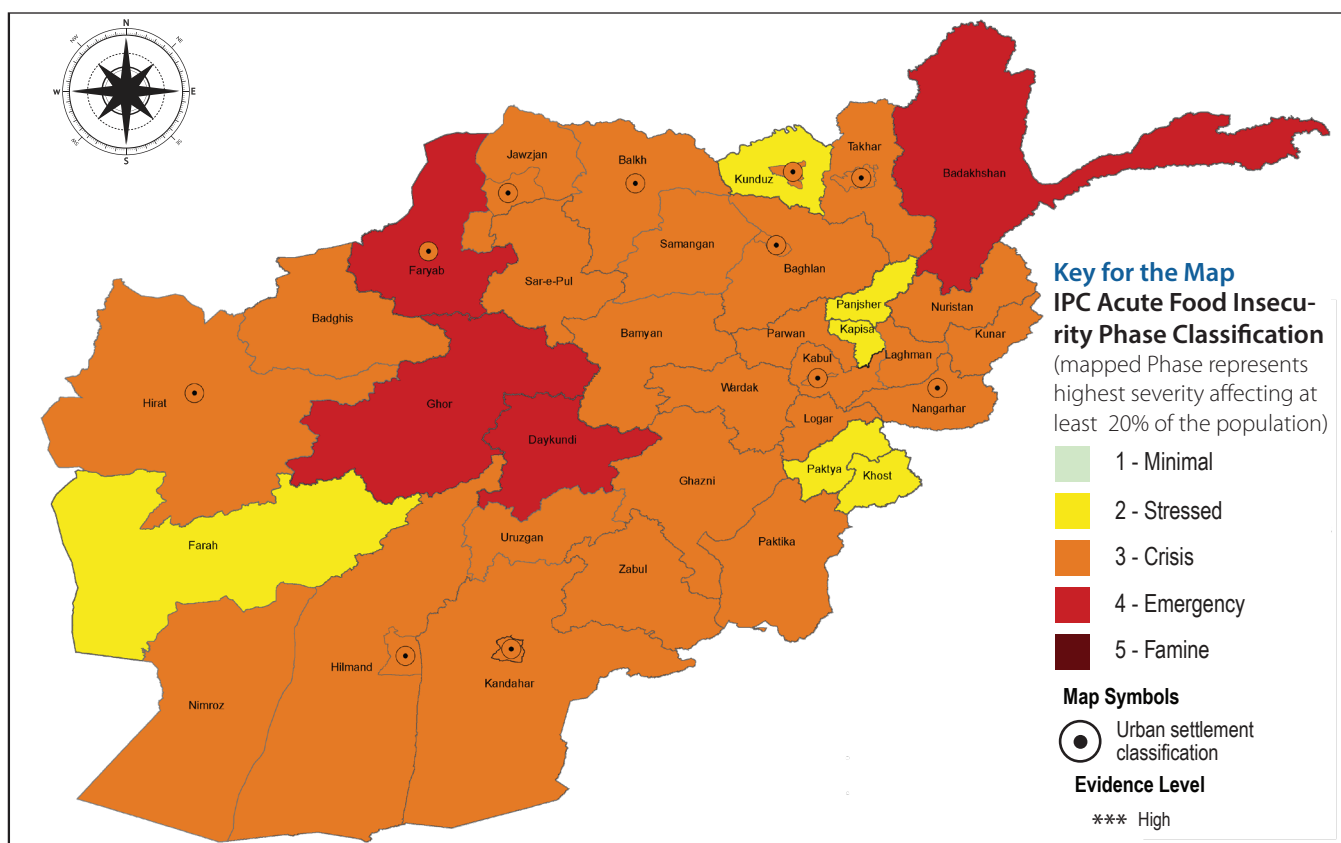 N
NW
NE
W
E
SW
SE
S
Jawzjan
Balkh
Kunduz
Takhar
Badakhshan
Faryab
Samangan
Baghlan
Sar-e-Pul
Badghis
Panjsher
Nuristan
Bamyan
Parwan
Kapisa
Kunar
Laghman
Kabul
Wardak
Nangarhar
Hirat
Ghor
Logar
Daykundi
Paktya
Khost
Ghazni
Farah
Uruzgan
Paktika
Zabul
Hilmand
Kandahar
Nimroz
Key for the Map
IPC Acute Food Insecu-
rity Phase Classification
(mapped Phase represents
highest severity affecting at
least 20% of the population)
1 - Minimal
2 - Stressed
3 - Crisis
4 - Emergency
5 - Famine
Map Symbols
Urban settlement
classification
Evidence Level
*** High